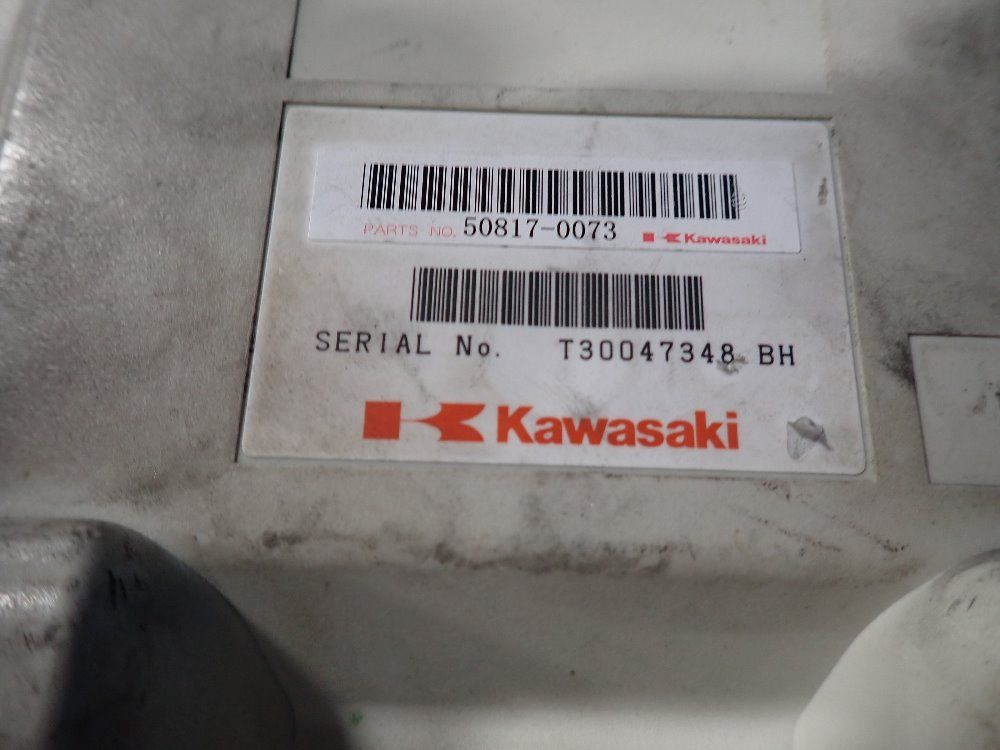 PARTS NO. 50817-0073 Kawasaki
SERIAL No. T30047348 BH
Kawasaki